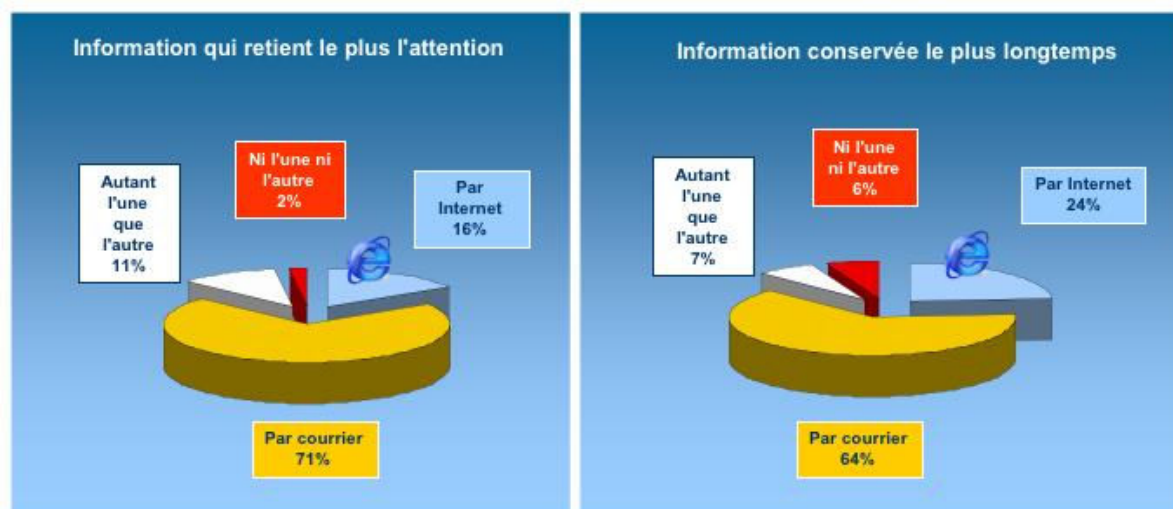 Information qui retient le plus l'attention
Ni l'une ni
l'autre
2%
Autant
l'une
que
l'autre
11%
Par
Internet
16%
Par courrier
71%
Information conservée le plus longtemps
Ni l'une
ni l'autre
6%
Autant
l'une
que
l'autre
7%
Par Internet
24%
Par courrier
64%